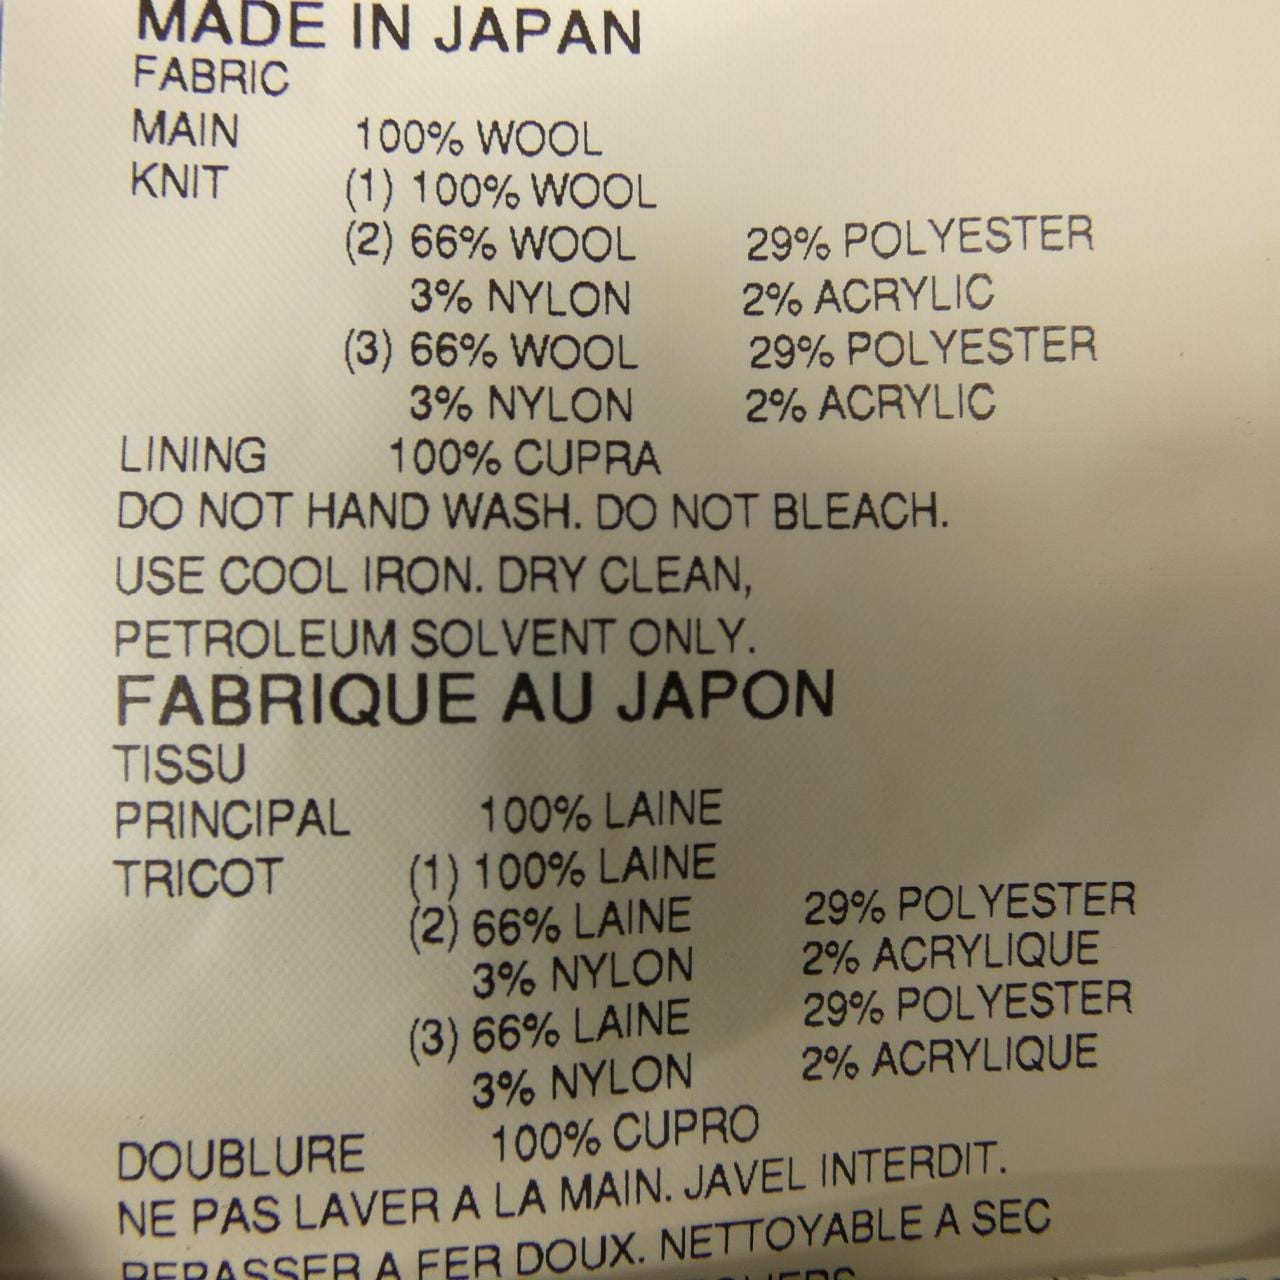 MADE IN JAPAN
FABRIC
MAIN 100% WOOL
KNIT (1) 100% WOOL
(2) 66% WOOL 29% POLYESTER
3% NYLON 2% ACRYLIC
(3) 66% WOOL 29% POLYESTER
3% NYLON 2% ACRYLIC
LINING 100% CUPRA
DO NOT HAND WASH. DO NOT BLEACH.
USE COOL IRON. DRY CLEAN,
PETROLEUM SOLVENT ONLY.
FABRIQUE AU JAPON
TISSU
PRINCIPAL 100% LAINE
TRICOT (1) 100% LAINE
(2) 66% LAINE 29% POLYESTER
3% NYLON 2% ACRYLIQUE
(3) 66% LAINE 29% POLYESTER
3% NYLON 2% ACRYLIQUE
DOUBLURE 100% CUPRO
NE PAS LAVER A LA MAIN. JAVEL INTERDIT.
REPASSER A FER DOUX. NETTOYABLE A SEC